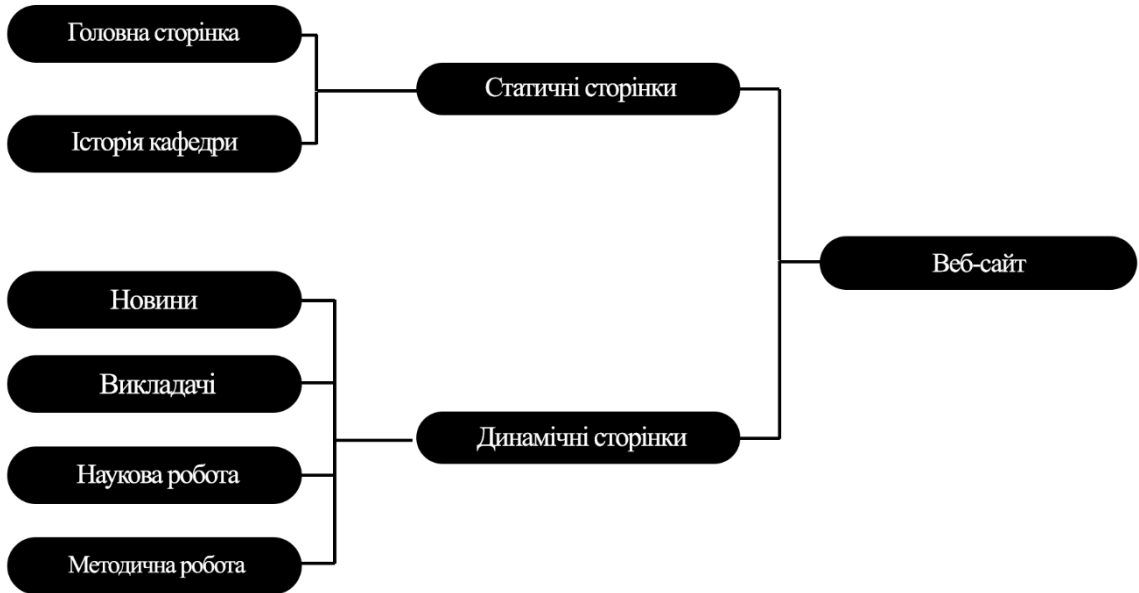 Головна сторінка
Статичні сторінки
Історія кафедри
Веб-сайт
Новини
Викладачі
Динамічні сторінки
Наукова робота
Методична робота